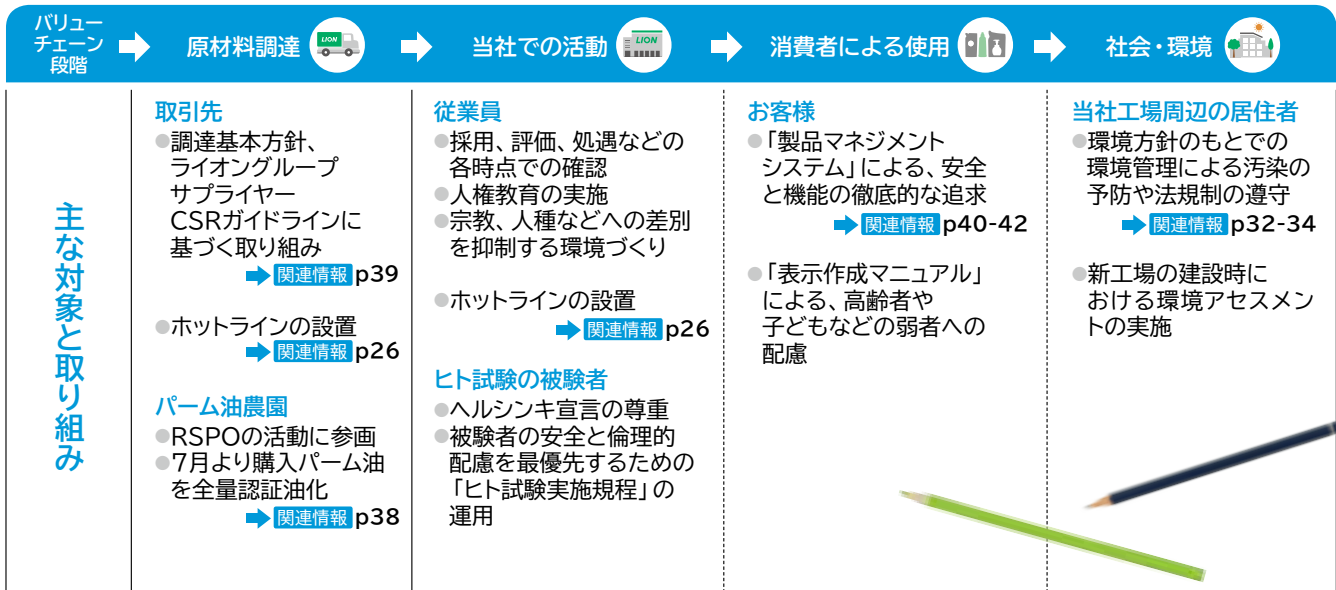 バリュー
チェーン
段階
原材料調達
LION
当社での活動
LION
消費者による使用
社会・環境
主な対象と取り組み
取引先
●調達基本方針、
ライオングループ
サプライヤー
CSRガイドラインに
基づく取り組み
関連情報 p39
●ホットラインの設置
関連情報 p26
パーム油農園
●RSPOの活動に参画
●7月より購入パーム油
を全量認証油化
関連情報 p38
従業員
●採用、評価、処遇などの
各時点での確認
●人権教育の実施
●宗教、人種などへの差別
を抑制する環境づくり
●ホットラインの設置
関連情報 p26
ヒト試験の被験者
●ヘルシンキ宣言の尊重
●被験者の安全と倫理的
配慮を最優先するための
「ヒト試験実施規程」の
運用
お客様
●「製品マネジメント
システム」による、安全
と機能の徹底的な追求
関連情報 p40-42
●「表示作成マニュアル」
による、高齢者や
子どもなどの弱者への
配慮
当社工場周辺の居住者
●環境方針のもとでの
環境管理による汚染の
予防や法規制の遵守
関連情報 p32-34
●新工場の建設時に
おける環境アセスメン
トの実施